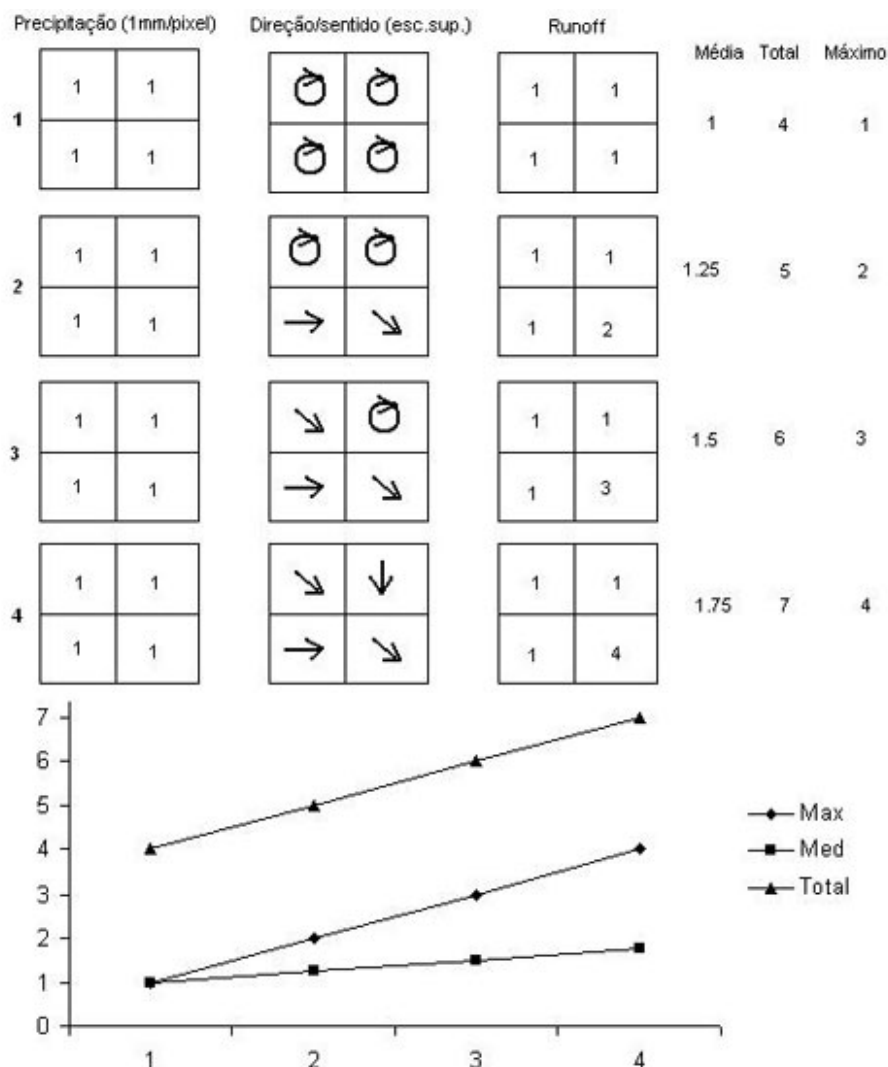 Precipitação (1mm/pixel) Direção/sentido (esc.sup.) Runoff
Média Total Máximo
1 1 1 1
1 1 4 1
1 1 1 1
1 1 1 1
2 1.25 5 2
1 1 1 2
1 1 1 1
3 1.5 6 3
1 1 1 3
1 1 1 1
4 1.75 7 4
1 1 1 4
7
6
5
4
3
2
1
0
Max
Med
Total
1 2 3 4